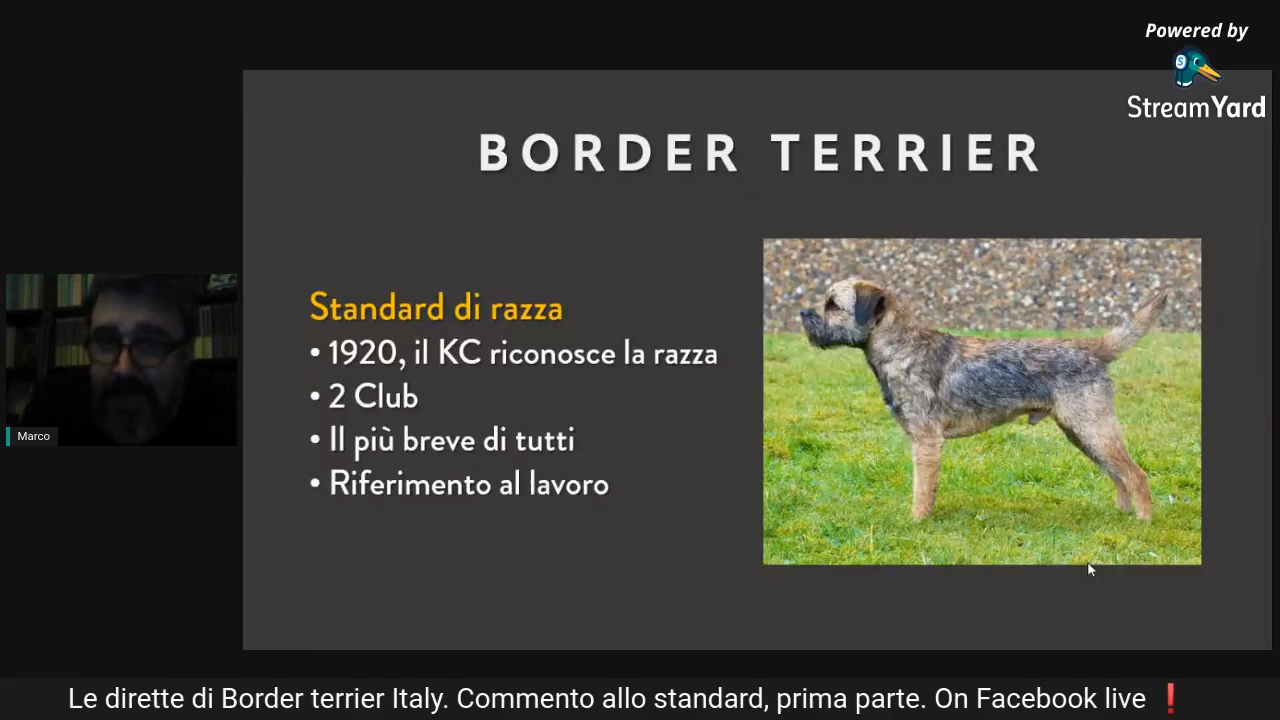 Powered by
StreamYard
BORDER TERRIER
Standard di razza
• 1920, il KC riconosce la razza
• 2 Club
• Il più breve di tutti
• Riferimento al lavoro
Marco
Le dirette di Border terrier Italy. Commento allo standard, prima parte. On Facebook live ❗